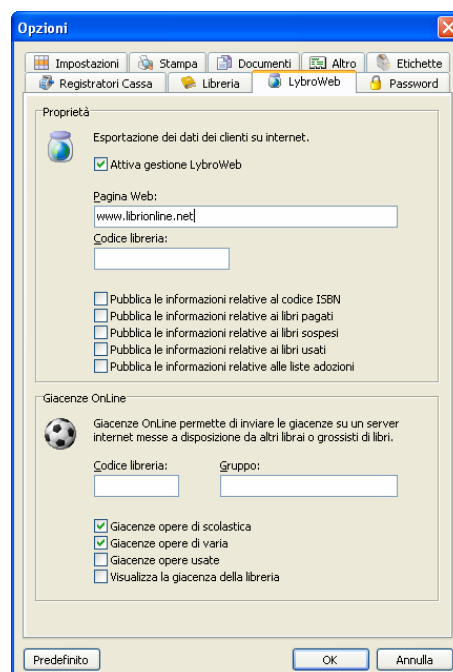 Opzioni
Impostazioni Stampa Documenti Altro Etichette
Registratori Cassa Libreria LybroWeb Password
Proprietà
Esportazione dei dati dei clienti su internet.
Attiva gestione LybroWeb
Pagina Web:
www.librionline.net
Codice libreria:
Pubblica le informazioni relative al codice ISBN
Pubblica le informazioni relative ai libri pagati
Pubblica le informazioni relative ai libri sospesi
Pubblica le informazioni relative ai libri usati
Pubblica le informazioni relative alle liste adozioni
Giacenze OnLine
Giacenze OnLine permette di inviare le giacenze su un server
internet messe a disposizione da altri librai o grossisti di libri.
Codice libreria: Gruppo:
Giacenze opere di scolastica
Giacenze opere di varia
Giacenze opere usate
Visualizza la giacenza della libreria
Predefinito OK Annulla